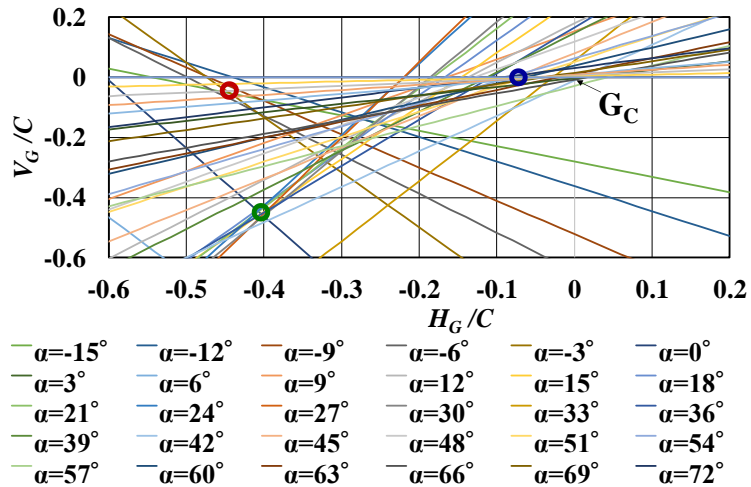 0.2
0
-0.2
-0.4
-0.6
V_G/C
G_C
-0.6 -0.5 -0.4 -0.3 -0.2 -0.1 0 0.1 0.2
H_G/C
α=-15° α=-12° α=-9° α=-6° α=-3° α=0°
α=3° α=6° α=9° α=12° α=15° α=18°
α=21° α=24° α=27° α=30° α=33° α=36°
α=39° α=42° α=45° α=48° α=51° α=54°
α=57° α=60° α=63° α=66° α=69° α=72°